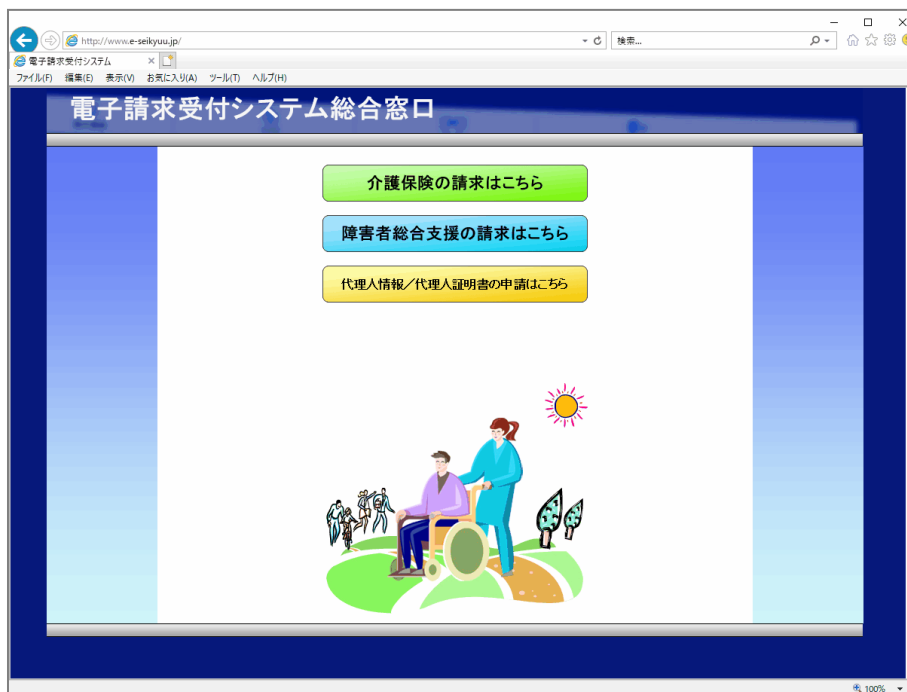 http://www.e-seikyuu.jp/
検索...
電子請求受付システム
ファイル(F) 編集(E) 表示(V) お気に入り(A) ツール(T) ヘルプ(H)
電子請求受付システム総合窓口
介護保険の請求はこちら
障害者総合支援の請求はこちら
代理人情報／代理人証明書の申請はこちら
100%